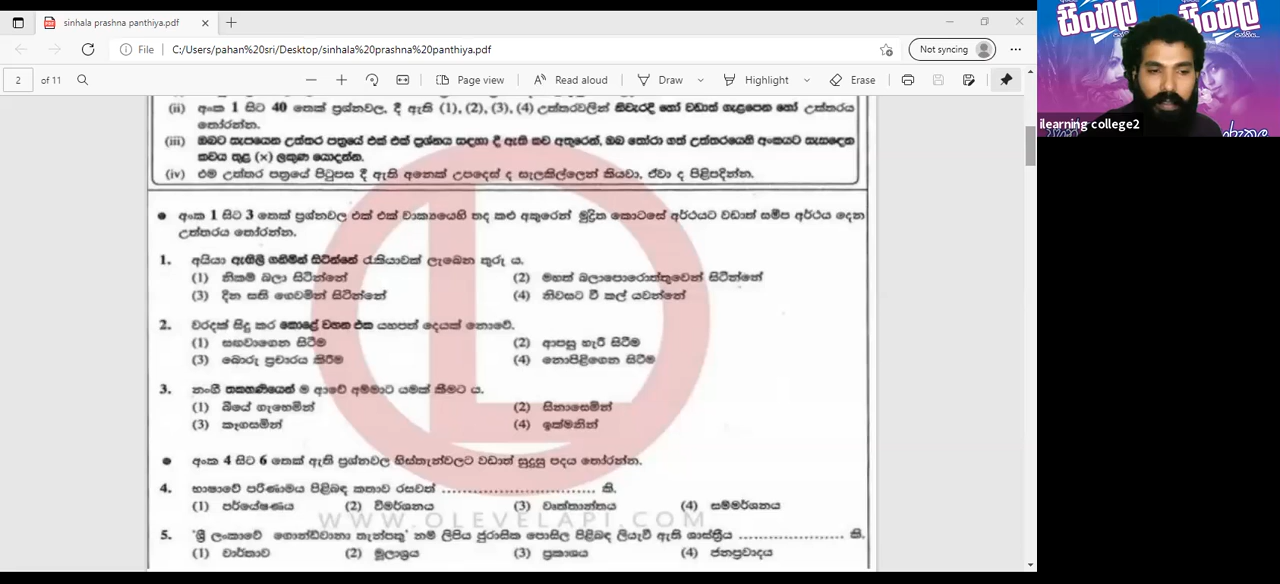 sinhala prashna panthiya.pdf
File C:/Users/pahan%20sri/Desktop/sinhala%20prashna%20panthiya.pdf Not syncing
2 of 11 Page view Read aloud Draw Highlight Erase
(ii) අංක 1 සිට 40 තෙක් ප්‍රශ්නවල, දී ඇති (1), (2), (3), (4) උත්තරවලින් නිවැරදි හෝ වඩාත් ගැළපෙන හෝ උත්තරය
තෝරන්න.
(iii) ඔබට සැපයෙන උත්තර පත්‍රයේ එක් එක් ප්‍රශ්නය සඳහා දී ඇති කව අතුරෙන්, ඔබ තෝරා ගත් උත්තරයෙහි අංකයට සැසඳෙන
කවය තුළ (×) ලකුණ යොදන්න.
(iv) එම උත්තර පත්‍රයේ පිටුපස දී ඇති අනෙක් උපදෙස් ද සැලකිල්ලෙන් කියවා, ඒවා ද පිළිපදින්න.
● අංක 1 සිට 3 තෙක් ප්‍රශ්නවල එක් එක් වාක්‍යයෙහි තද කළ අකුරෙන් මුද්‍රිත කොටසේ අර්ථයට වඩාත් සමීප අර්ථය දෙන
උත්තරය තෝරන්න.
1. අයියා ඇඟිලි ගනිමින් සිටින්නේ රැකියාවක් ලැබෙන තුරු ය.
(1) නිකම් බලා සිටින්නේ (2) මහත් බලාපොරොත්තුවෙන් සිටින්නේ
(3) දින සති ගෙවමින් සිටින්නේ (4) නිවසට වී කල් යවන්නේ
2. වරදක් සිදු කර කොළේ වහන එක යහපත් දෙයක් නොවේ.
(1) සඟවාගෙන සිටීම (2) ආපසු හැරී සිටීම
(3) බොරු ප්‍රචාරය කිරීම (4) නොපිළිගෙන සිටීම
3. නංගී තකහණියෙන් ම ආවේ අම්මාට යමක් කීමට ය.
(1) බියේ ගැහෙමින් (2) සිනාසෙමින්
(3) කෑගසමින් (4) ඉක්මනින්
● අංක 4 සිට 6 තෙක් ඇති ප්‍රශ්නවල හිස්තැන්වලට වඩාත් සුදුසු පදය තෝරන්න.
4. භාෂාවේ පරිණාමය පිළිබඳ කතාව රසවත් .............................. කි.
(1) පර්යේෂණය (2) විමර්ශනය (3) වෘත්තාන්තය (4) සම්මර්ශනය
WWW.OLEVELAPI.COM
5. 'ශ්‍රී ලංකාවේ ගොන්ඩ්වානා තැන්පතු' නම් ලිපිය ජුරාසික පොසිල පිළිබඳ ලියැවී ඇති ශාස්ත්‍රීය .................... කි.
(1) වාර්තාව (2) මූලාශ්‍රය (3) ප්‍රකාශය (4) ජනප්‍රවාදය
සිංහල සිංහල
ilearning college2